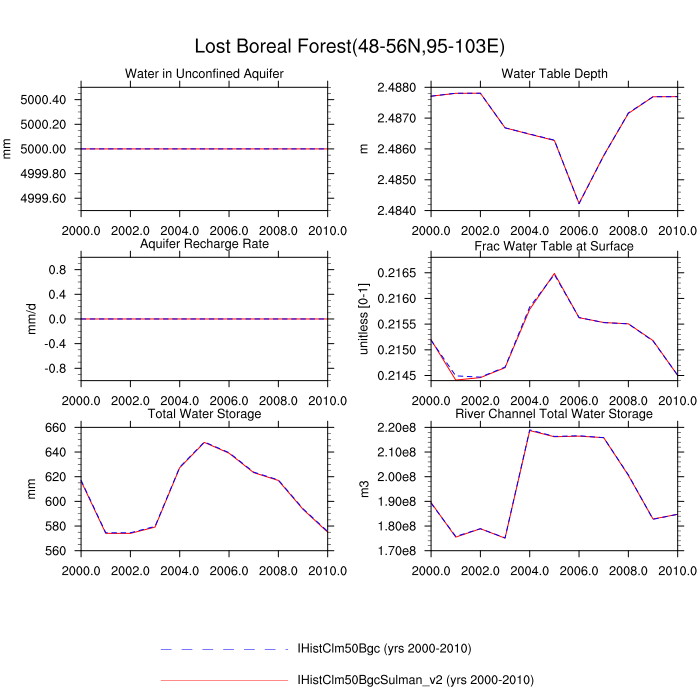 Lost Boreal Forest(48-56N,95-103E)
Water in Unconfined Aquifer
mm
5000.40
5000.20
5000.00
4999.80
4999.60
2000.0 2002.0 2004.0 2006.0 2008.0 2010.0
Water Table Depth
m
2.4880
2.4870
2.4860
2.4850
2.4840
2000.0 2002.0 2004.0 2006.0 2008.0 2010.0
Aquifer Recharge Rate
mm/d
0.8
0.4
0.0
-0.4
-0.8
2000.0 2002.0 2004.0 2006.0 2008.0 2010.0
Frac Water Table at Surface
unitless [0-1]
0.2165
0.2160
0.2155
0.2150
0.2145
2000.0 2002.0 2004.0 2006.0 2008.0 2010.0
Total Water Storage
mm
660
640
620
600
580
560
2000.0 2002.0 2004.0 2006.0 2008.0 2010.0
River Channel Total Water Storage
m3
2.20e8
2.10e8
2.00e8
1.90e8
1.80e8
1.70e8
2000.0 2002.0 2004.0 2006.0 2008.0 2010.0
IHistClm50Bgc (yrs 2000-2010)
IHistClm50BgcSulman_v2 (yrs 2000-2010)